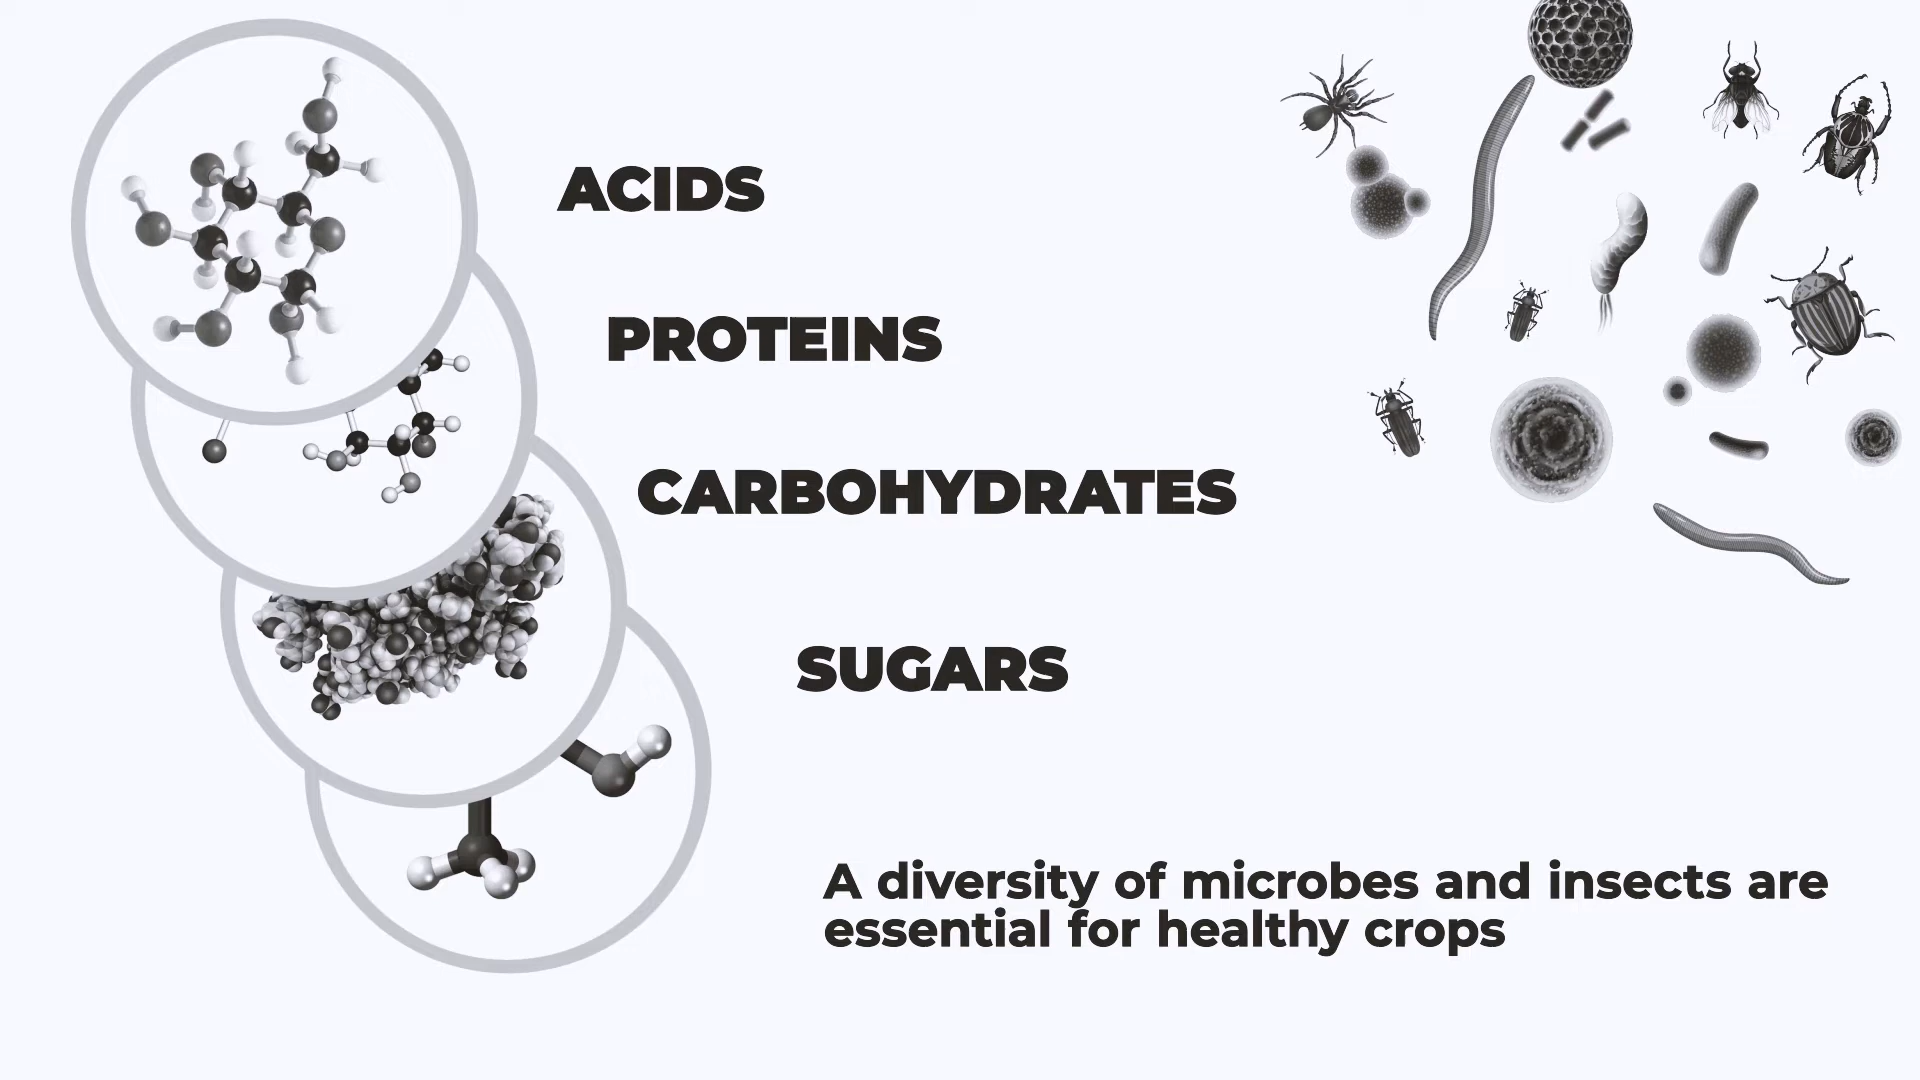 ACIDS
PROTEINS
CARBOHYDRATES
SUGARS
A diversity of microbes and insects are
essential for healthy crops